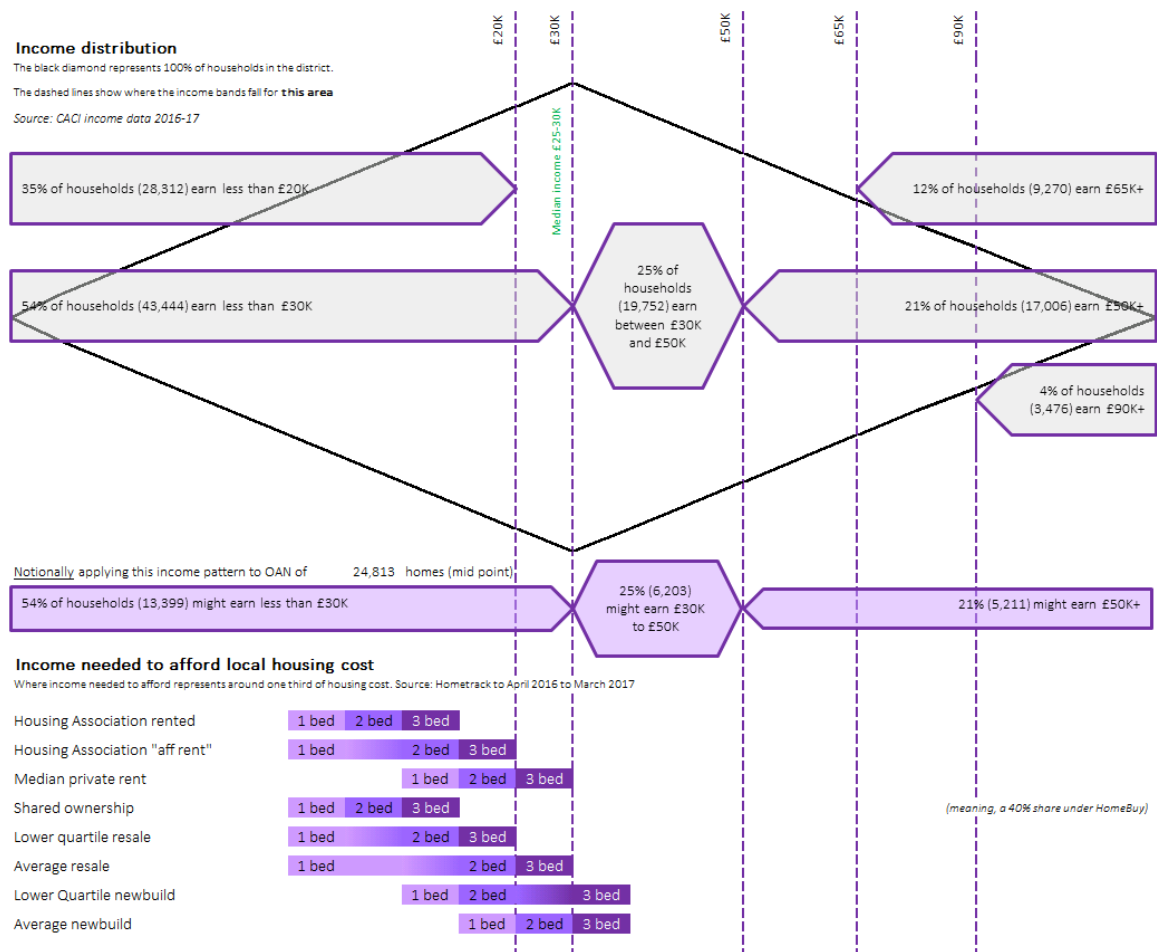 £20K
£30K
£50K
£65K
£90K
Income distribution
The black diamond represents 100% of households in the district.
The dashed lines show where the income bands fall for this area
Source: CACI income data 2016-17
Median income £25-30K
35% of households (28,312) earn less than £20K
12% of households (9,270) earn £65K+
54% of households (43,444) earn less than £30K
25% of
households
(19,752) earn
between £30K
and £50K
21% of households (17,006) earn £50K+
4% of households
(3,476) earn £90K+
Notionally applying this income pattern to OAN of 24,813 homes (mid point)
54% of households (13,399) might earn less than £30K
25% (6,203)
might earn £30K
to £50K
21% (5,211) might earn £50K+
Income needed to afford local housing cost
Where income needed to afford represents around one third of housing cost. Source: Hometrack to April 2016 to March 2017
Housing Association rented 1 bed 2 bed 3 bed
Housing Association "aff rent" 1 bed 2 bed 3 bed
Median private rent 1 bed 2 bed 3 bed
Shared ownership 1 bed 2 bed 3 bed (meaning, a 40% share under HomeBuy)
Lower quartile resale 1 bed 2 bed 3 bed
Average resale 1 bed 2 bed 3 bed
Lower Quartile newbuild 1 bed 2 bed 3 bed
Average newbuild 1 bed 2 bed 3 bed